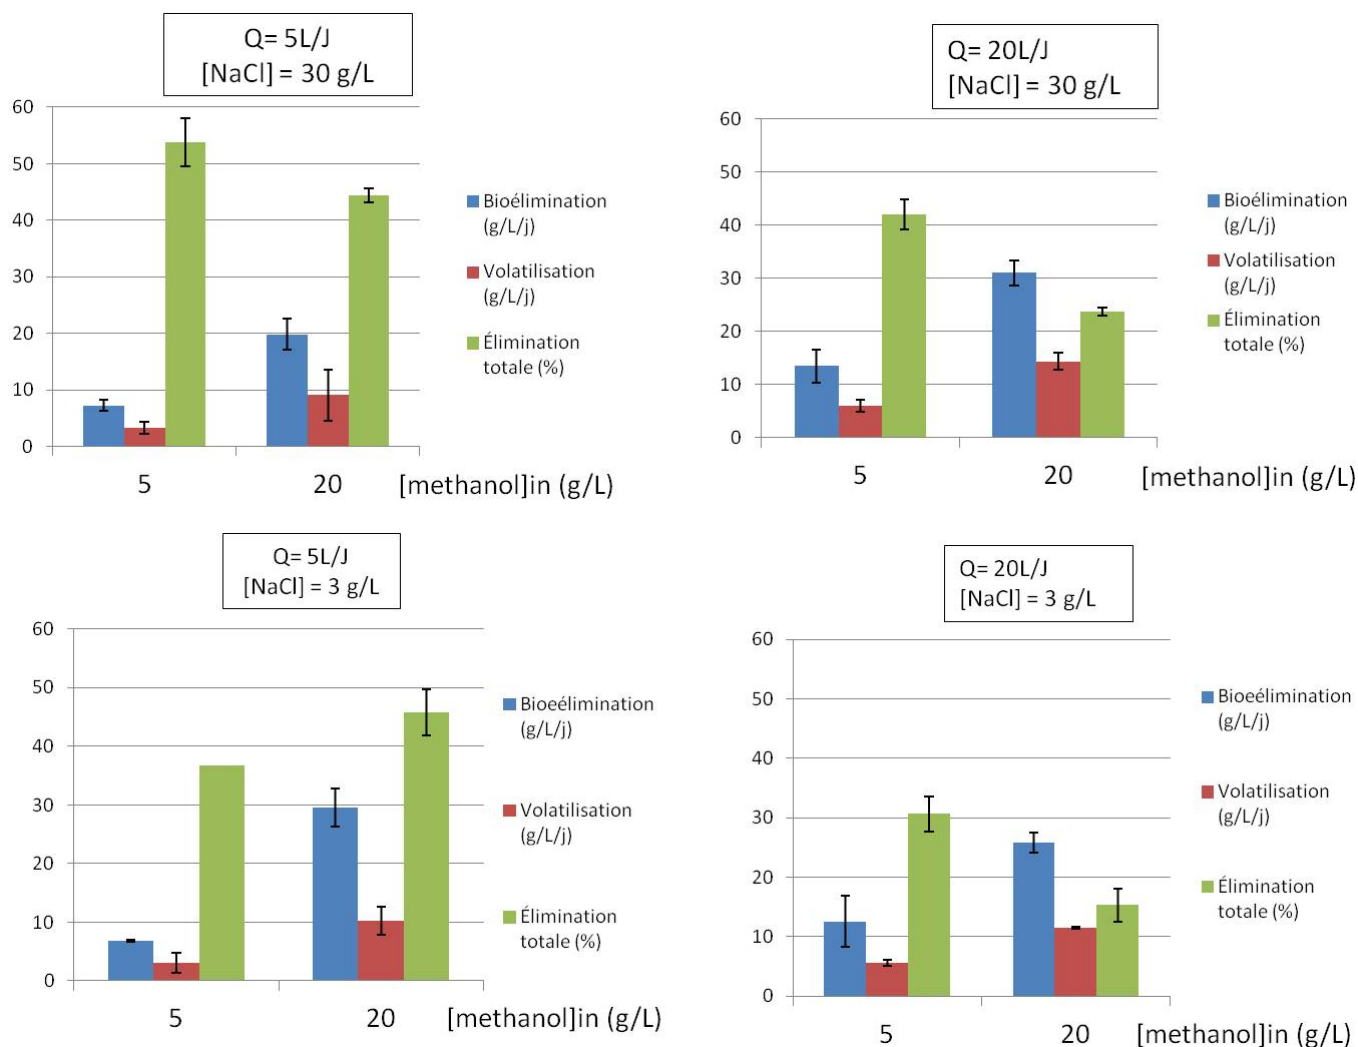 Q= 5L/J
[NaCl] = 30 g/L
60
50
40
30
20
10
0
5
20
[methanol]in (g/L)
Bioélimination
(g/L/j)
Volatilisation
(g/L/j)
Élimination
totale (%)
Q= 20L/J
[NaCl] = 30 g/L
60
50
40
30
20
10
0
5
20
[methanol]in (g/L)
Bioélimination
(g/L/j)
Volatilisation
(g/L/j)
Élimination
totale (%)
Q= 5L/J
[NaCl] = 3 g/L
60
50
40
30
20
10
0
5
20
[methanol]in (g/L)
Bioeélimination
(g/L/j)
Volatilisation
(g/L/j)
Élimination
totale (%)
Q= 20L/J
[NaCl] = 3 g/L
60
50
40
30
20
10
0
5
20
[methanol]in (g/L)
Bioeélimination
(g/L/j)
Volatilisation
(g/L/j)
Élimination
totale (%)